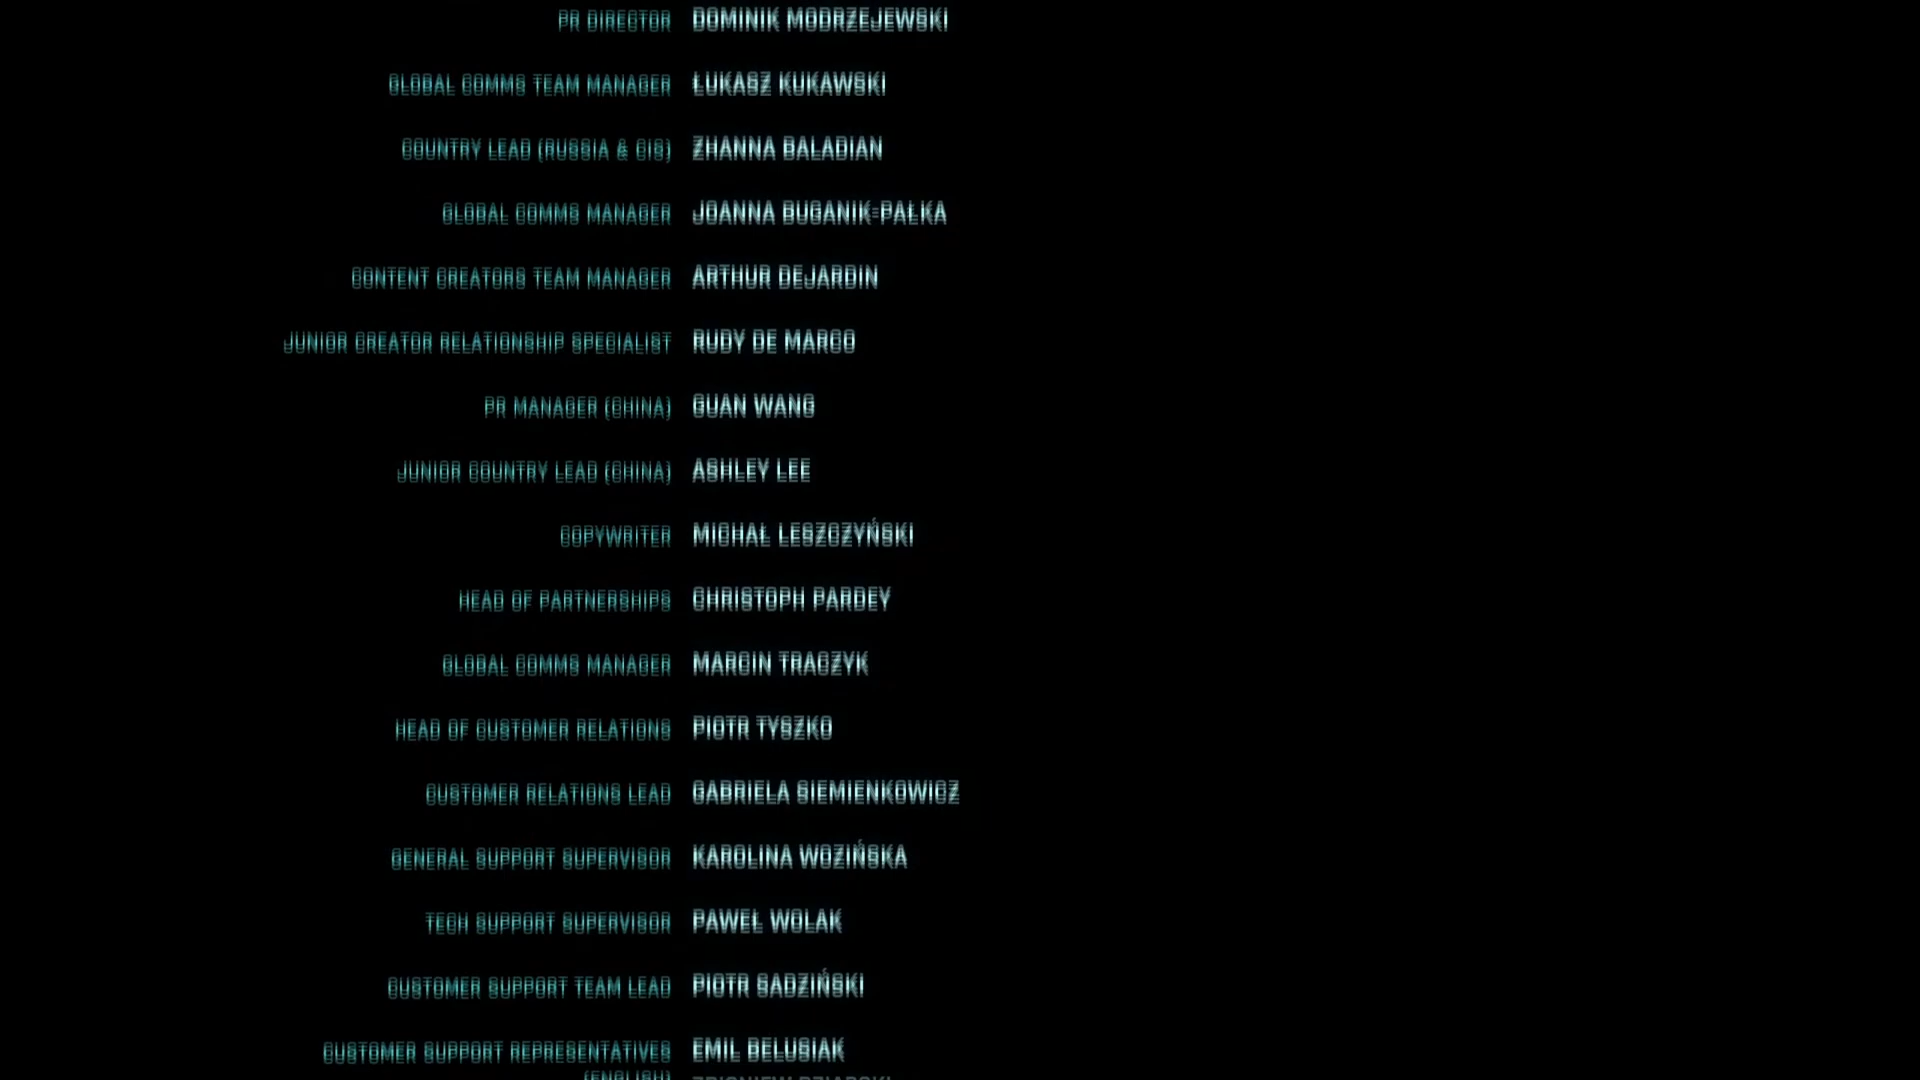 PR DIRECTOR DOMINIK MODRZEJEWSKI
GLOBAL COMMS TEAM MANAGER ŁUKASZ KUKAWSKI
COUNTRY LEAD (RUSSIA & CIS) ZHANNA BALADIAN
GLOBAL COMMS MANAGER JOANNA BUGANIK-PAŁKA
CONTENT CREATORS TEAM MANAGER ARTHUR DEJARDIN
JUNIOR CREATOR RELATIONSHIP SPECIALIST RUDY DE MARCO
PR MANAGER (CHINA) GUAN WANG
JUNIOR COUNTRY LEAD (CHINA) ASHLEY LEE
COPYWRITER MICHAŁ LESZCZYŃSKI
HEAD OF PARTNERSHIPS CHRISTOPH PARDEY
GLOBAL COMMS MANAGER MARCIN TRACZYK
HEAD OF CUSTOMER RELATIONS PIOTR TYSZKO
CUSTOMER RELATIONS LEAD GABRIELA SIEMIENKOWICZ
GENERAL SUPPORT SUPERVISOR KAROLINA WOZIŃSKA
TECH SUPPORT SUPERVISOR PAWEŁ WOLAK
CUSTOMER SUPPORT TEAM LEAD PIOTR SADZIŃSKI
CUSTOMER SUPPORT REPRESENTATIVES EMIL BELUSIAK
(ENGLISH) ZBIGNIEW